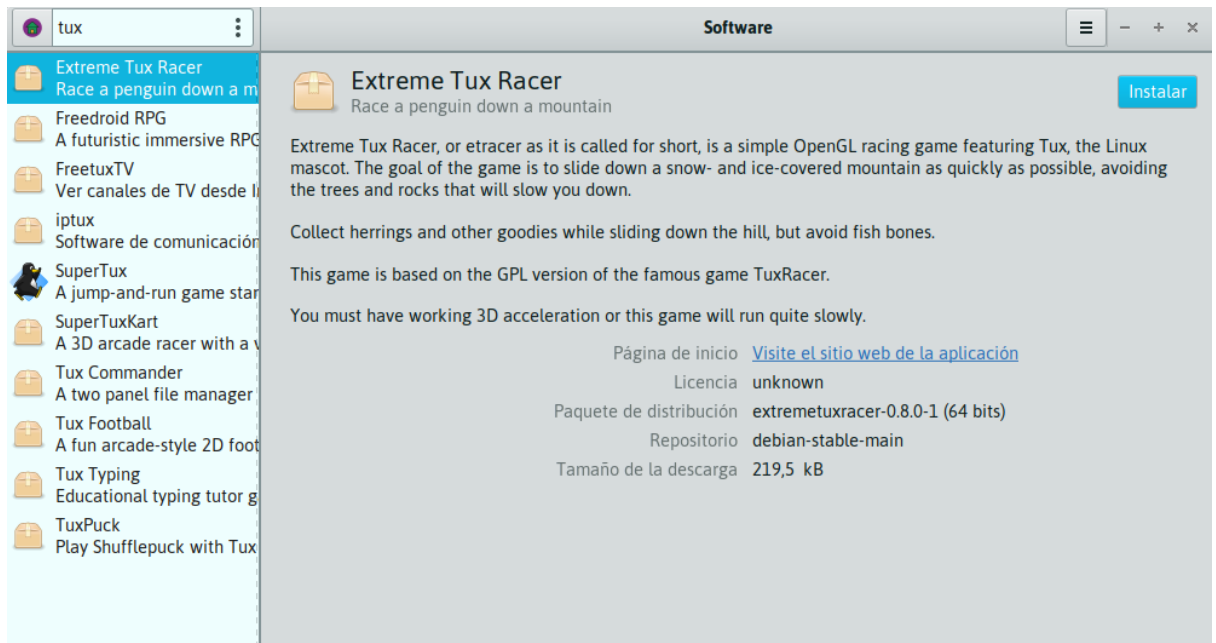 tux
Software
Extreme Tux Racer
Race a penguin down a m
Freedroid RPG
A futuristic immersive RPG
FreetuxTV
Ver canales de TV desde I
iptux
Software de comunicación
SuperTux
A jump-and-run game star
SuperTuxKart
A 3D arcade racer with a v
Tux Commander
A two panel file manager
Tux Football
A fun arcade-style 2D foot
Tux Typing
Educational typing tutor g
TuxPuck
Play Shufflepuck with Tux
Extreme Tux Racer
Race a penguin down a mountain
Instalar
Extreme Tux Racer, or etracer as it is called for short, is a simple OpenGL racing game featuring Tux, the Linux
mascot. The goal of the game is to slide down a snow- and ice-covered mountain as quickly as possible, avoiding
the trees and rocks that will slow you down.
Collect herrings and other goodies while sliding down the hill, but avoid fish bones.
This game is based on the GPL version of the famous game TuxRacer.
You must have working 3D acceleration or this game will run quite slowly.
Página de inicio Visite el sitio web de la aplicación
Licencia unknown
Paquete de distribución extremetuxracer-0.8.0-1 (64 bits)
Repositorio debian-stable-main
Tamaño de la descarga 219,5 kB